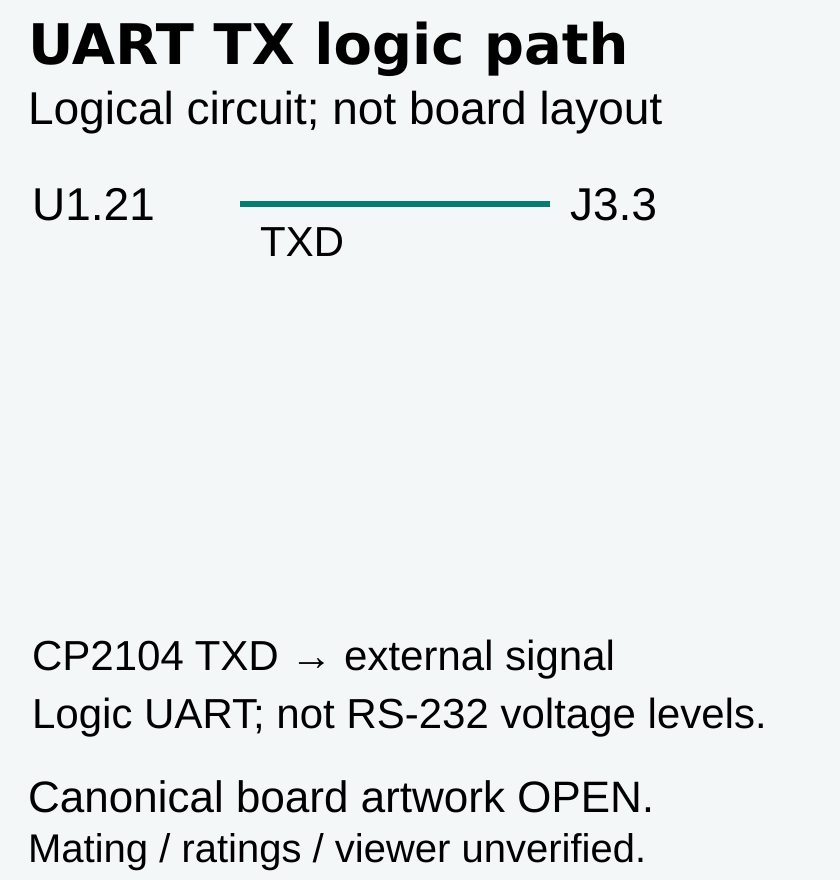 UART TX logic path
Logical circuit; not board layout
U1.21 J3.3
TXD
CP2104 TXD → external signal
Logic UART; not RS-232 voltage levels.
Canonical board artwork OPEN.
Mating / ratings / viewer unverified.